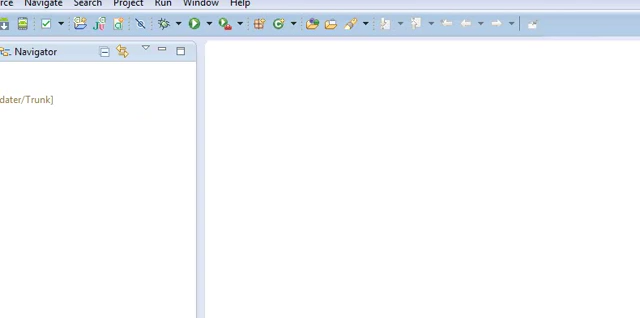 rce Navigate Search Project Run Window Help
Navigator
dater/Trunk]